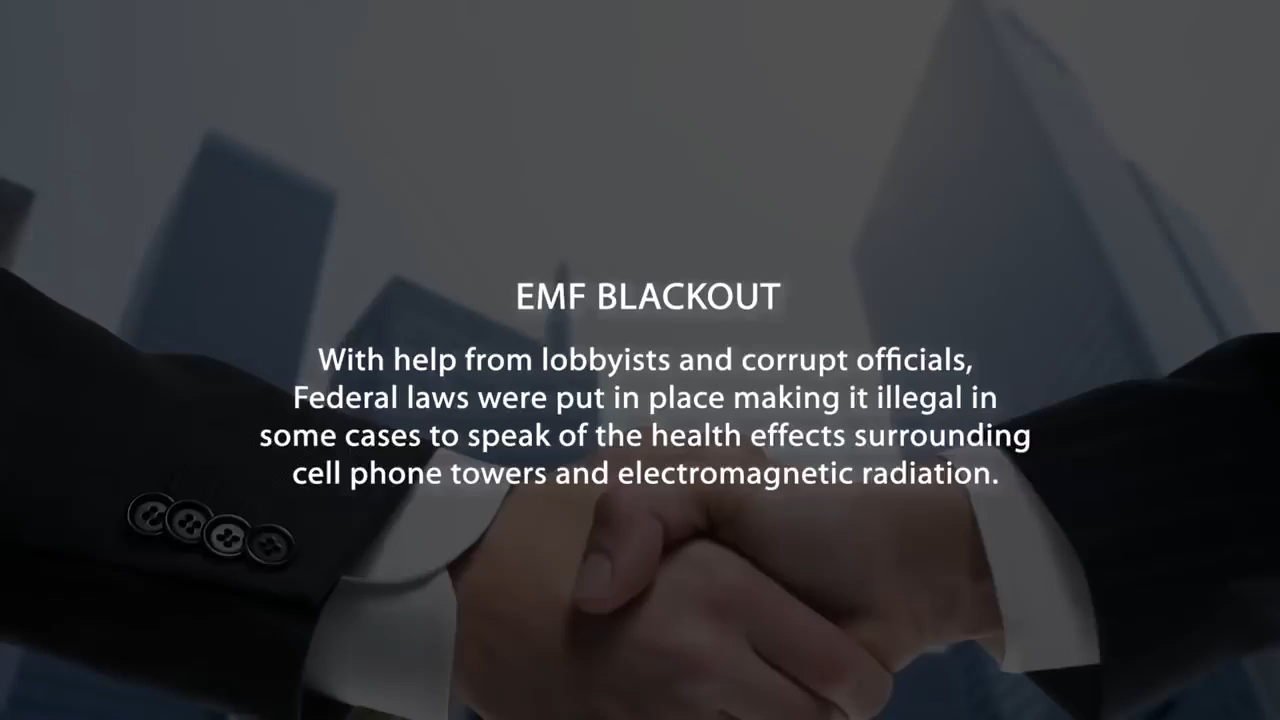 EMF BLACKOUT
With help from lobbyists and corrupt officials,
Federal laws were put in place making it illegal in
some cases to speak of the health effects surrounding
cell phone towers and electromagnetic radiation.